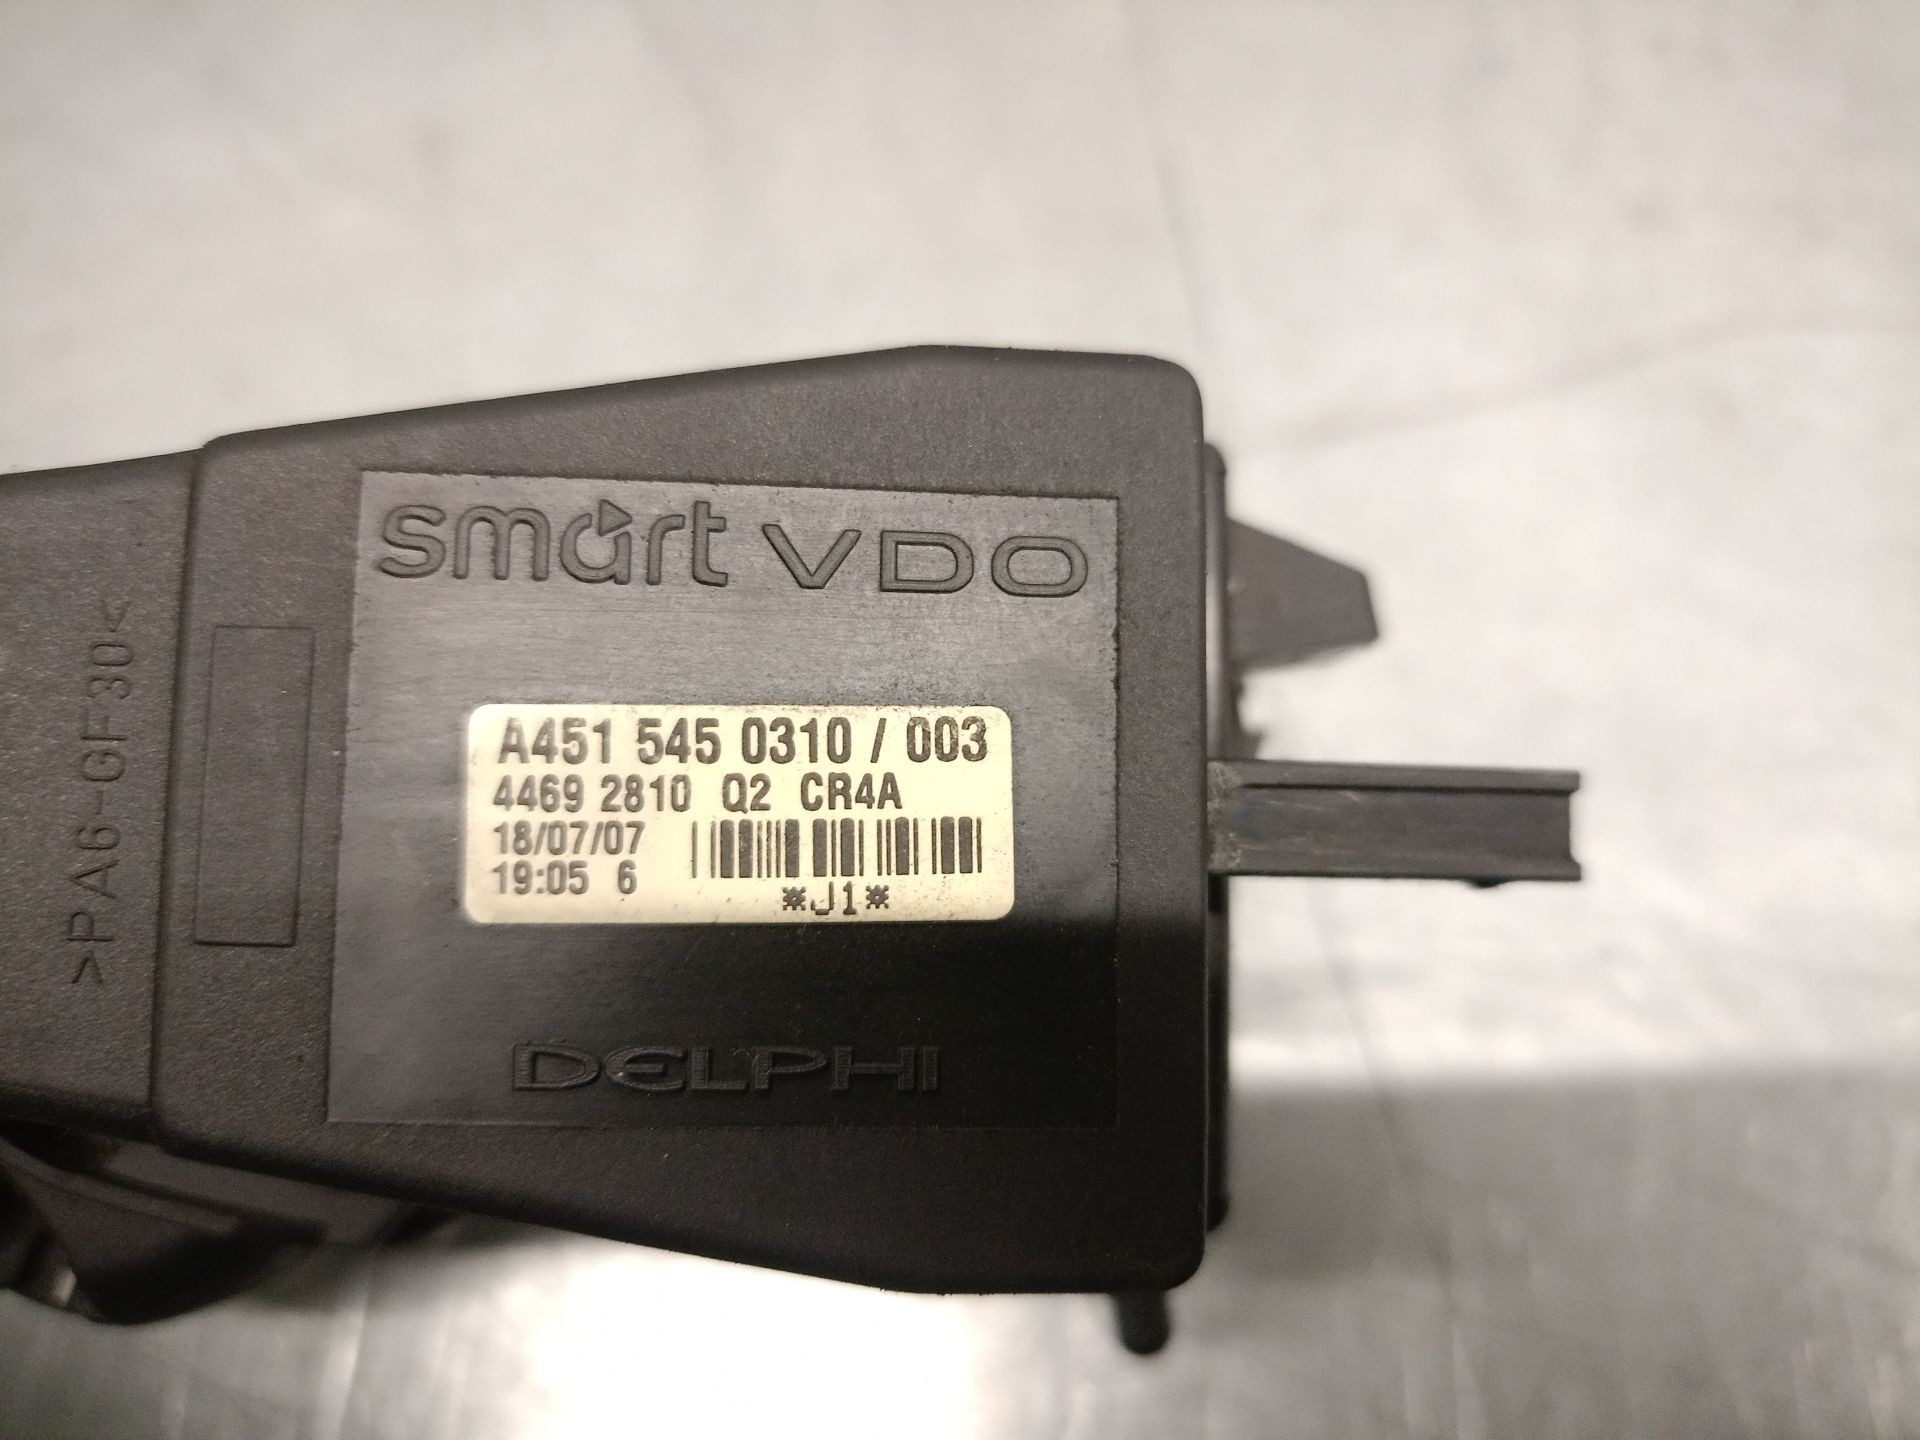 smart VDO
A451 545 0310 / 003
4469 2810 Q2 CR4A
18/07/07
19:05 6
*J1*
DELPHI
>PA6-GF30<